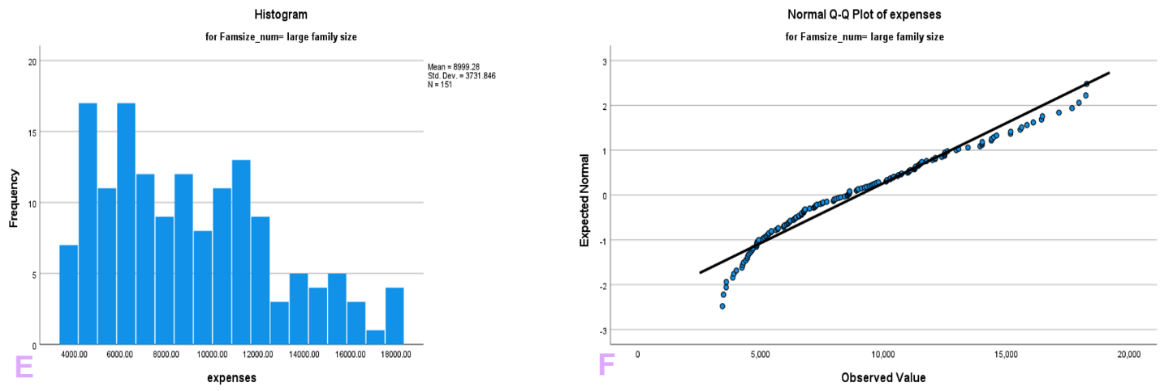 Histogram
for Famsize_num= large family size
20
15
10
5
0
Frequency
4000.00 6000.00 8000.00 10000.00 12000.00 14000.00 16000.00 18000.00
expenses
Mean = 8999.28
Std. Dev. = 3731.846
N = 151
E
Normal Q-Q Plot of expenses
for Famsize_num= large family size
3
2
1
0
-1
-2
-3
Expected Normal
0 5,000 10,000 15,000 20,000
Observed Value
F